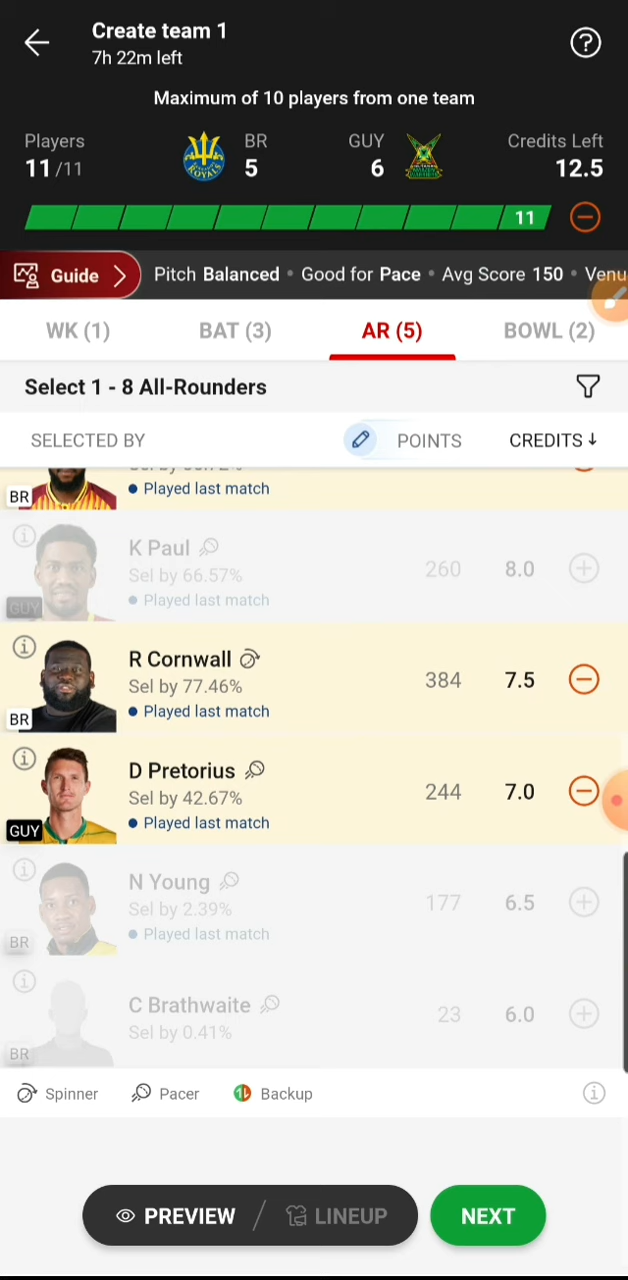 Create team 1
7h 22m left
Maximum of 10 players from one team
Players BR GUY Credits Left
11/11 ROYALS 5 6 12.5
11
Guide Pitch Balanced • Good for Pace • Avg Score 150 • Venu
WK (1) BAT (3) AR (5) BOWL (2)
Select 1 - 8 All-Rounders
SELECTED BY POINTS CREDITS ↓
BR • Played last match
K Paul
Sel by 66.57% 260 8.0
GUY • Played last match
R Cornwall
Sel by 77.46% 384 7.5
BR • Played last match
D Pretorius
Sel by 42.67% 244 7.0
GUY • Played last match
N Young
Sel by 2.39% 177 6.5
BR • Played last match
C Brathwaite
Sel by 0.41% 23 6.0
BR
Spinner Pacer Backup
PREVIEW / LINEUP NEXT